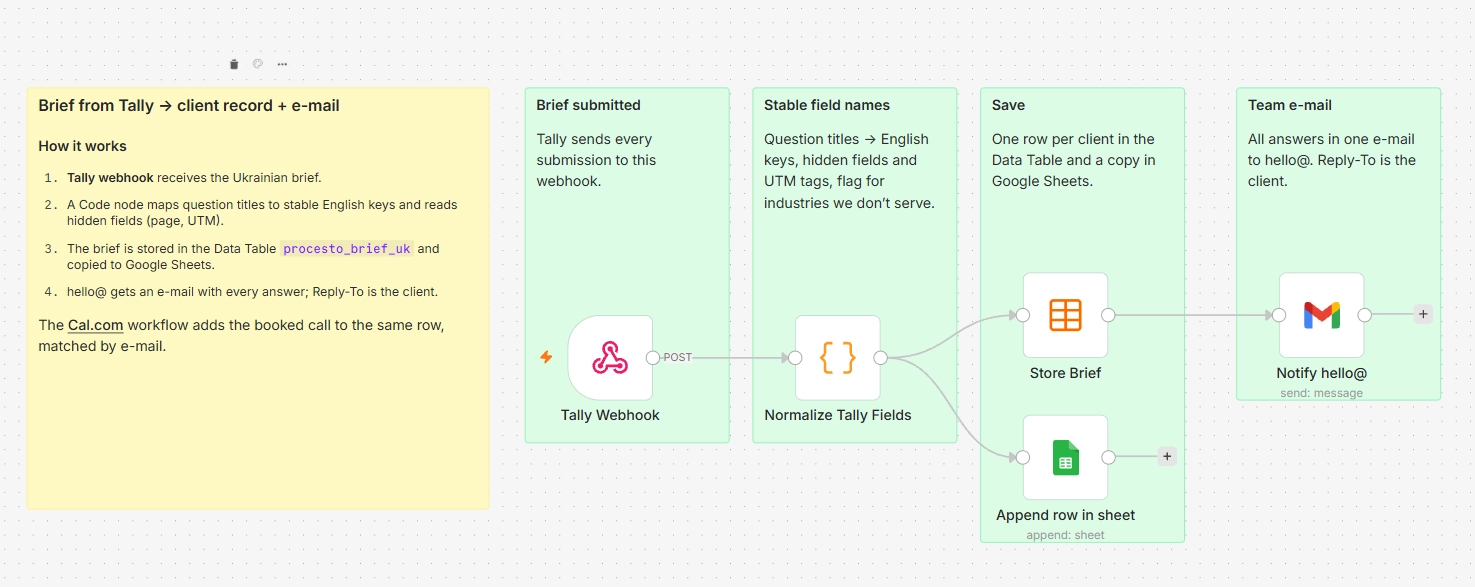 Brief from Tally → client record + e-mail
How it works
1. Tally webhook receives the Ukrainian brief.
2. A Code node maps question titles to stable English keys and reads
hidden fields (page, UTM).
3. The brief is stored in the Data Table procesto_brief_uk and
copied to Google Sheets.
4. hello@ gets an e-mail with every answer; Reply-To is the client.
The Cal.com workflow adds the booked call to the same row,
matched by e-mail.
Brief submitted
Tally sends every
submission to this
webhook.
POST
Tally Webhook
Stable field names
Question titles → English
keys, hidden fields and
UTM tags, flag for
industries we don’t serve.
Normalize Tally Fields
Save
One row per client in the
Data Table and a copy in
Google Sheets.
Store Brief
Append row in sheet
append: sheet
Team e-mail
All answers in one e-mail
to hello@. Reply-To is the
client.
Notify hello@
send: message